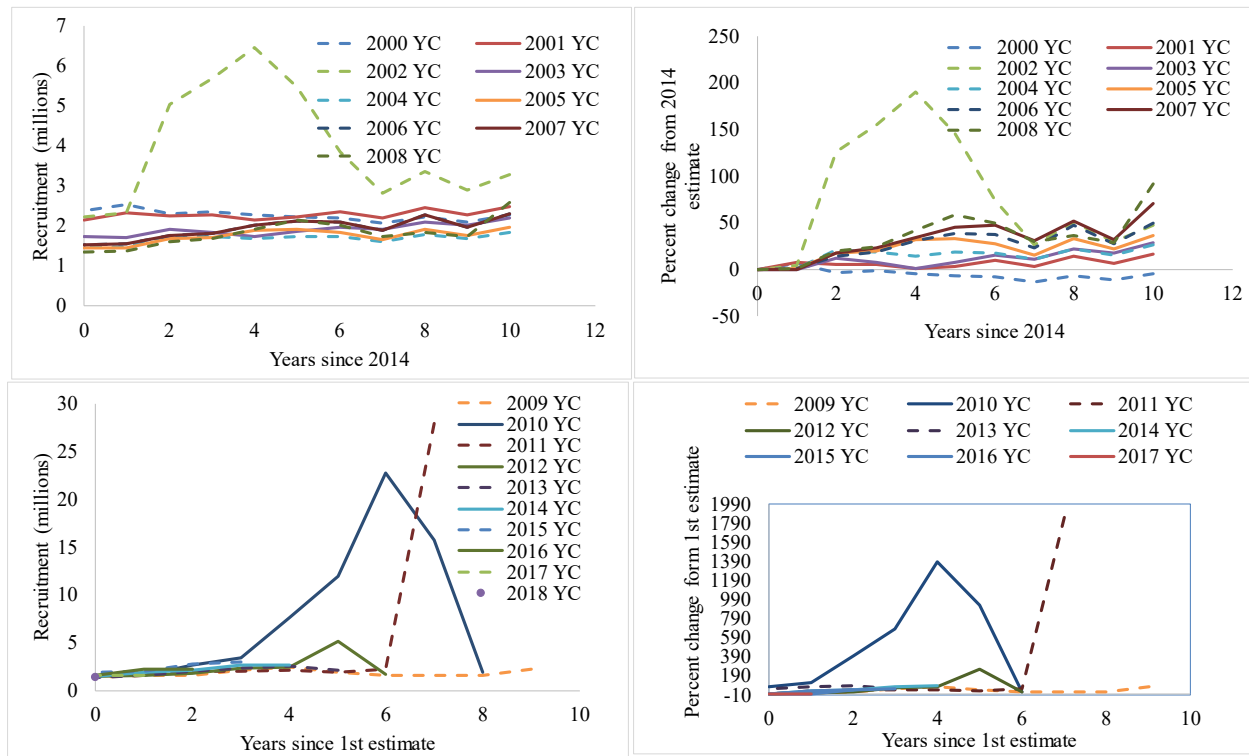 7
6
5
4
3
2
1
0
Recruitment (millions)
2000 YC 2001 YC
2002 YC 2003 YC
2004 YC 2005 YC
2006 YC 2007 YC
2008 YC
0 2 4 6 8 10 12
Years since 2014
250
200
150
100
50
0
-50
Percent change from 2014
estimate
2000 YC 2001 YC
2002 YC 2003 YC
2004 YC 2005 YC
2006 YC 2007 YC
2008 YC
0 2 4 6 8 10 12
Years since 2014
30
25
20
15
10
5
0
Recruitment (millions)
2009 YC
2010 YC
2011 YC
2012 YC
2013 YC
2014 YC
2015 YC
2016 YC
2017 YC
2018 YC
0 2 4 6 8 10
Years since 1st estimate
2009 YC 2010 YC 2011 YC
2012 YC 2013 YC 2014 YC
2015 YC 2016 YC 2017 YC
1990
1790
1590
1390
1190
990
790
590
390
190
-10
Percent change form 1st estimate
0 2 4 6 8 10
Years since 1st estimate